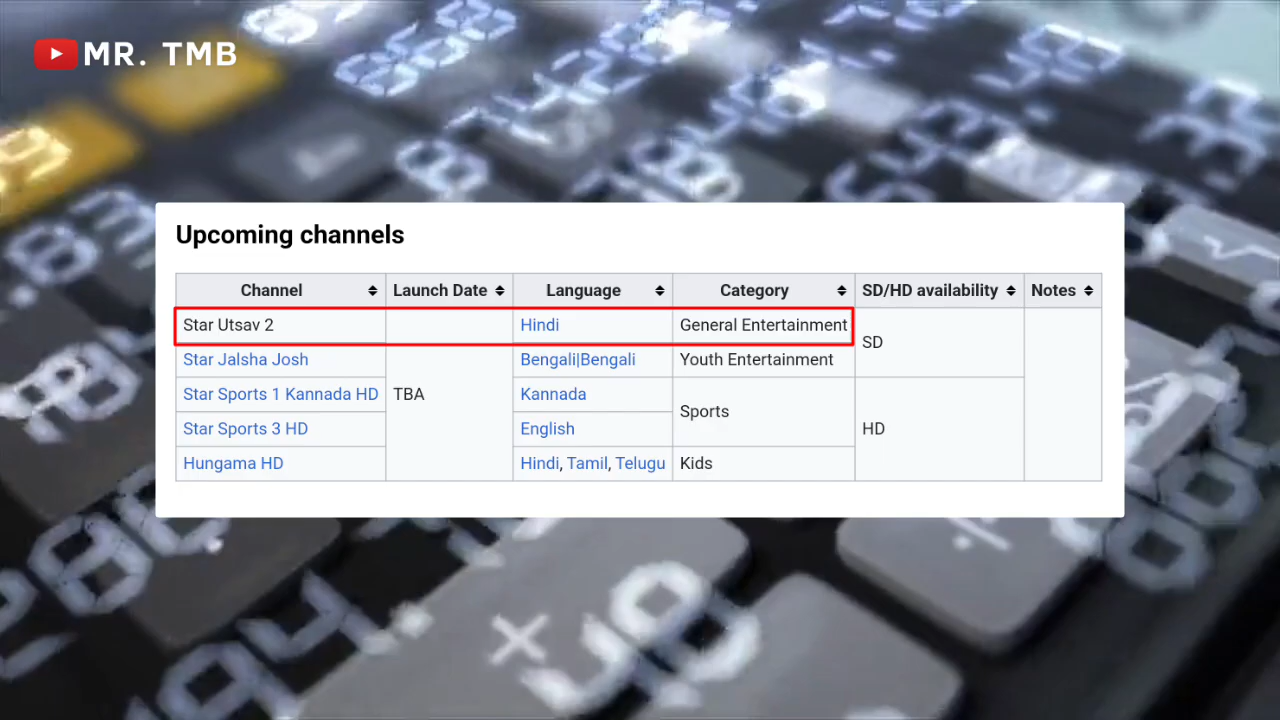 MR. TMB
Upcoming channels
Channel Launch Date Language Category SD/HD availability Notes
Star Utsav 2 Hindi General Entertainment
SD
Star Jalsha Josh Bengali|Bengali Youth Entertainment
Star Sports 1 Kannada HD TBA Kannada
Sports
Star Sports 3 HD English HD
Hungama HD Hindi, Tamil, Telugu Kids